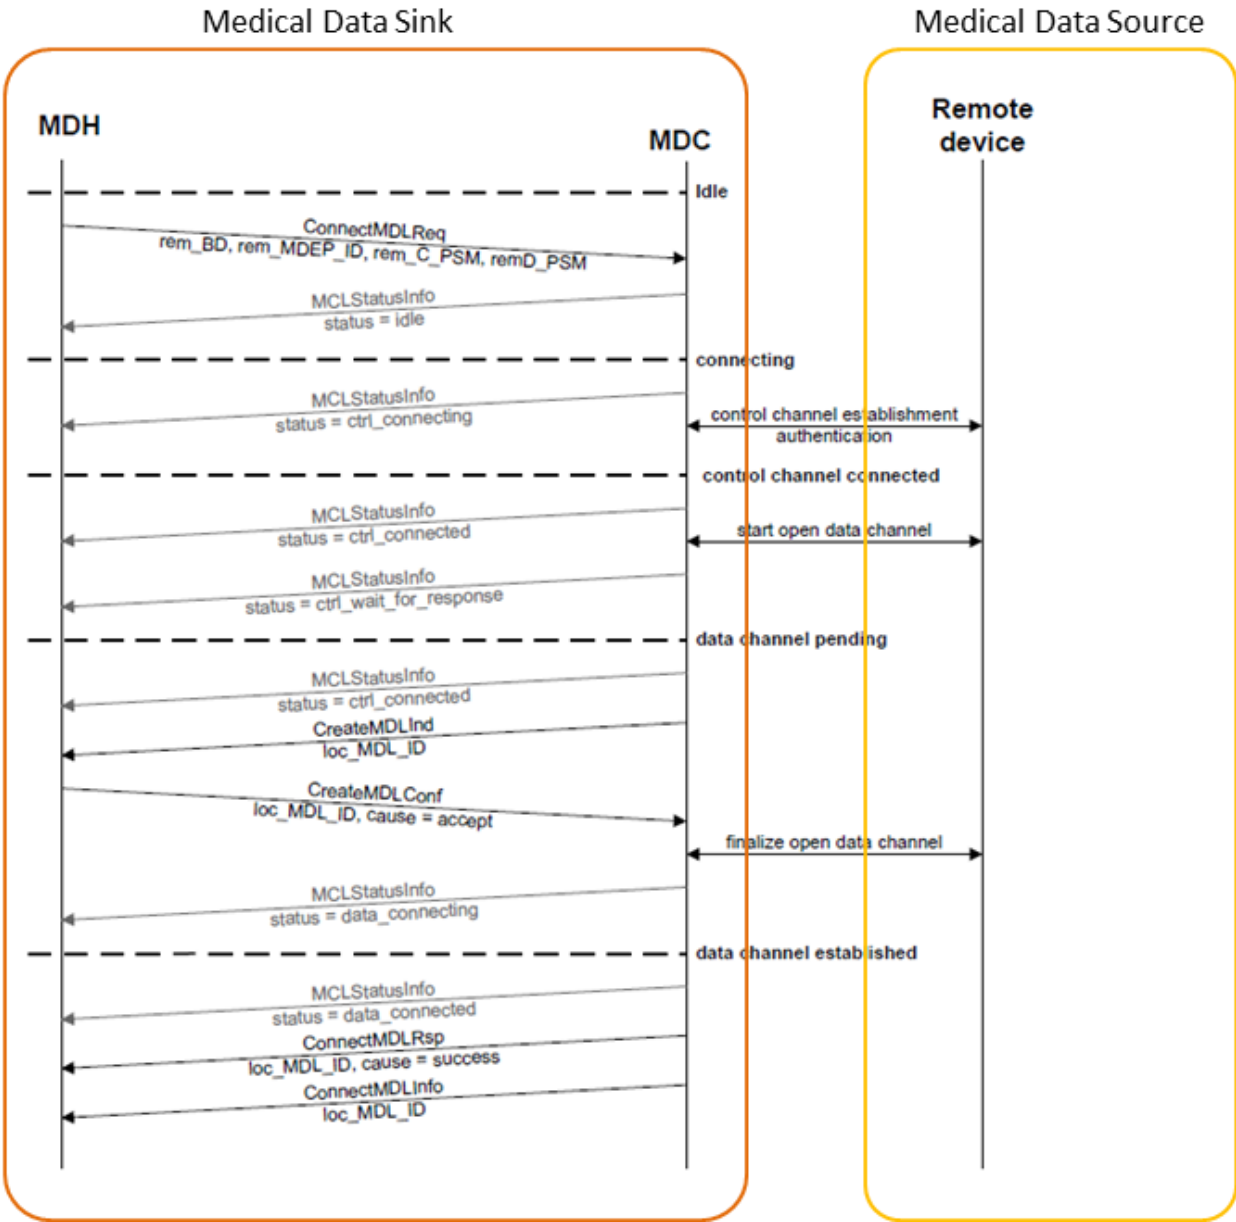 Medical Data Sink
Medical Data Source
MDH
MDC
Remote
device
Idle
ConnectMDLReq
rem_BD, rem_MDEP_ID, rem_C_PSM, remD_PSM
MCLStatusInfo
status = idle
connecting
MCLStatusInfo
status = ctrl_connecting
control channel establishment
authentication
control channel connected
MCLStatusInfo
status = ctrl_connected
start open data channel
MCLStatusInfo
status = ctrl_wait_for_response
data channel pending
MCLStatusInfo
status = ctrl_connected
CreateMDLInd
loc_MDL_ID
CreateMDLConf
loc_MDL_ID, cause = accept
finalize open data channel
MCLStatusInfo
status = data_connecting
data channel established
MCLStatusInfo
status = data_connected
ConnectMDLRsp
loc_MDL_ID, cause = success
ConnectMDLInfo
loc_MDL_ID